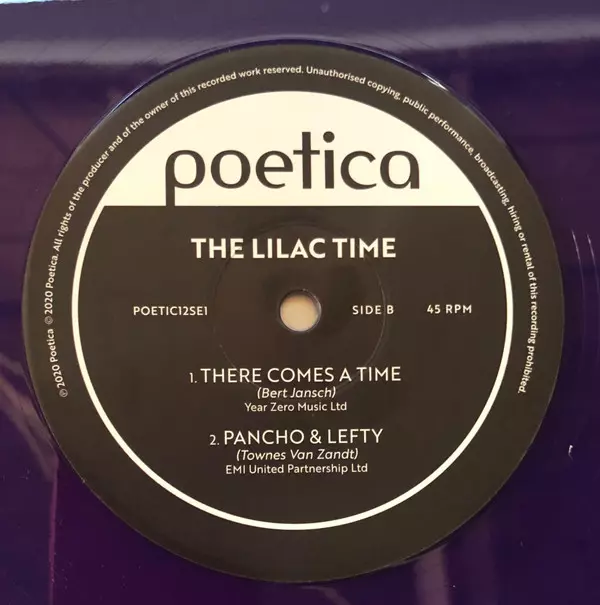 ℗2020 Poetica ©2020 Poetica. All rights of the producer and of the owner of this recorded work reserved. Unauthorised copying, public performance, broadcasting, hiring or rental of this recording prohibited.
poetica
THE LILAC TIME
POETIC12SE1 SIDE B 45 RPM
1. THERE COMES A TIME
(Bert Jansch)
Year Zero Music Ltd
2. PANCHO & LEFTY
(Townes Van Zandt)
EMI United Partnership Ltd